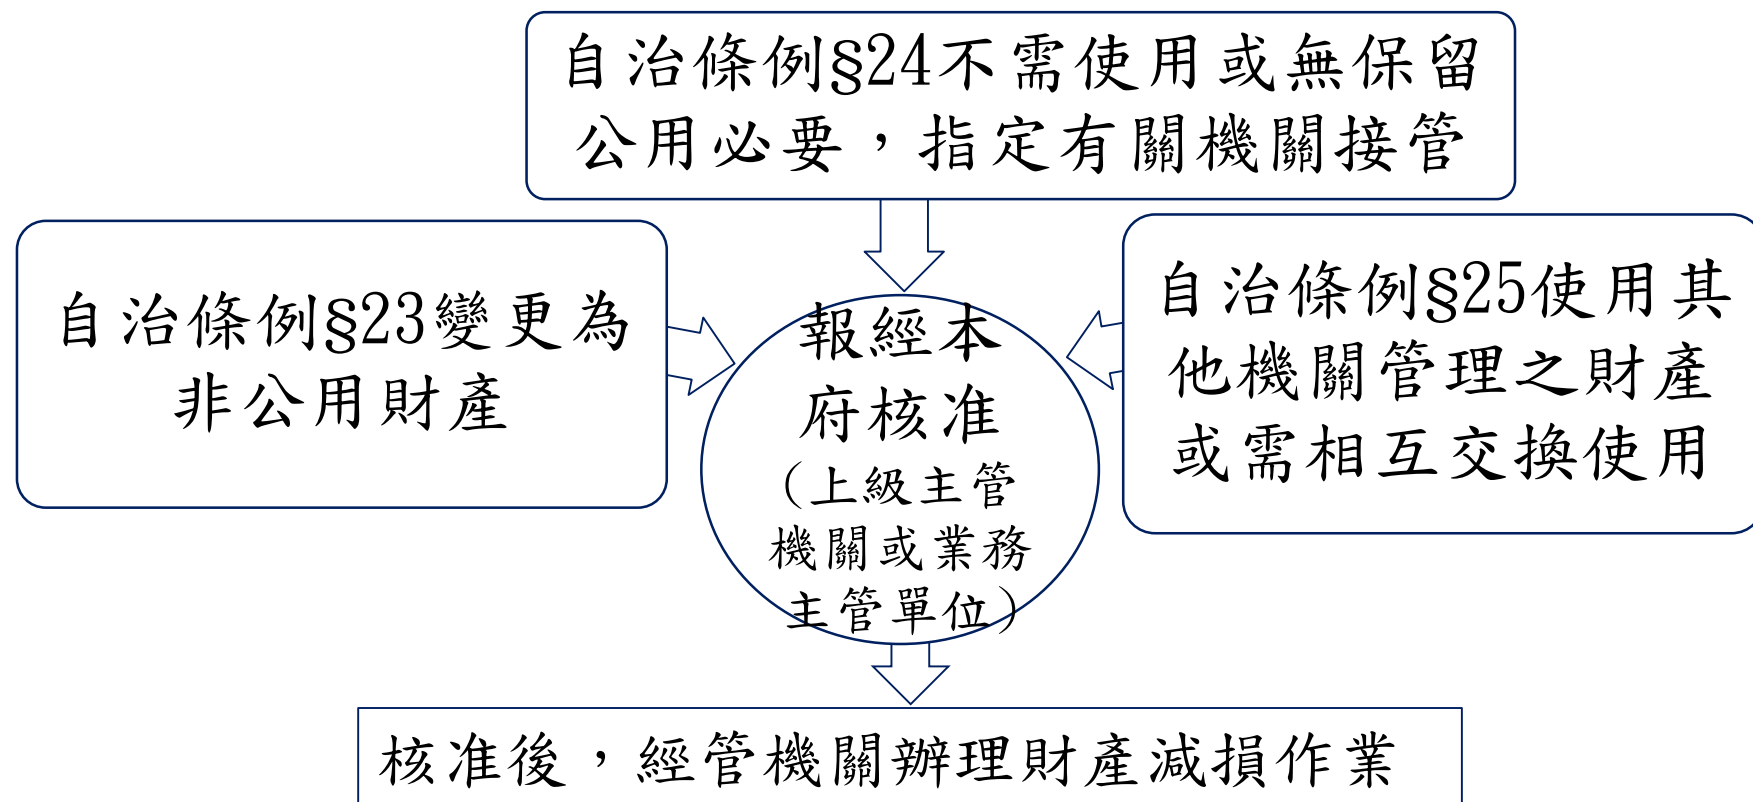 自治條例§24不需使用或無保留
公用必要，指定有關機關接管
自治條例§23變更為
非公用財產
報經本
府核准
（上級主管
機關或業務
主管單位）
自治條例§25使用其
他機關管理之財產
或需相互交換使用
核准後，經管機關辦理財產減損作業